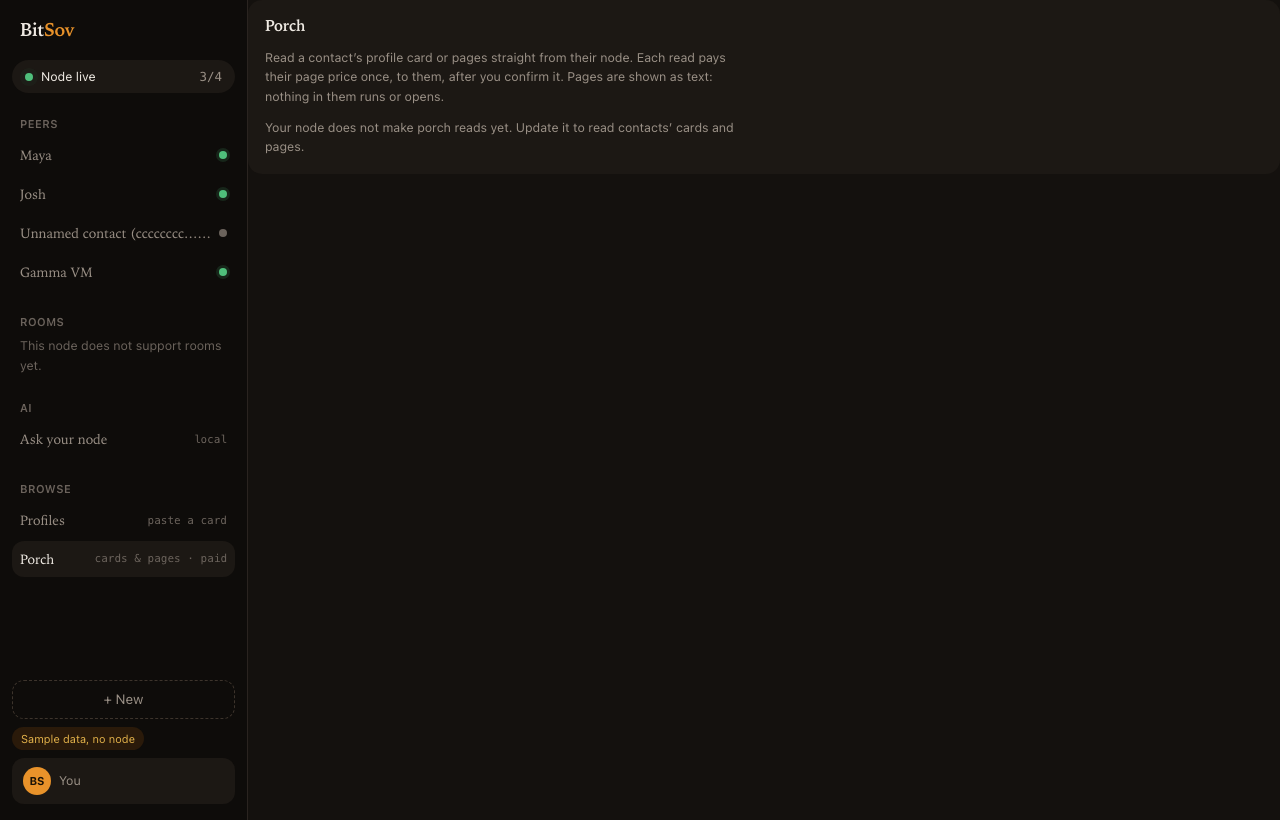 BitSov
Node live 3/4
PEERS
Maya
Josh
Unnamed contact (cccccccc……
Gamma VM
ROOMS
This node does not support rooms
yet.
AI
Ask your node local
BROWSE
Profiles paste a card
Porch cards & pages · paid
+ New
Sample data, no node
BS You
Porch
Read a contact’s profile card or pages straight from their node. Each read pays
their page price once, to them, after you confirm it. Pages are shown as text:
nothing in them runs or opens.
Your node does not make porch reads yet. Update it to read contacts’ cards and
pages.